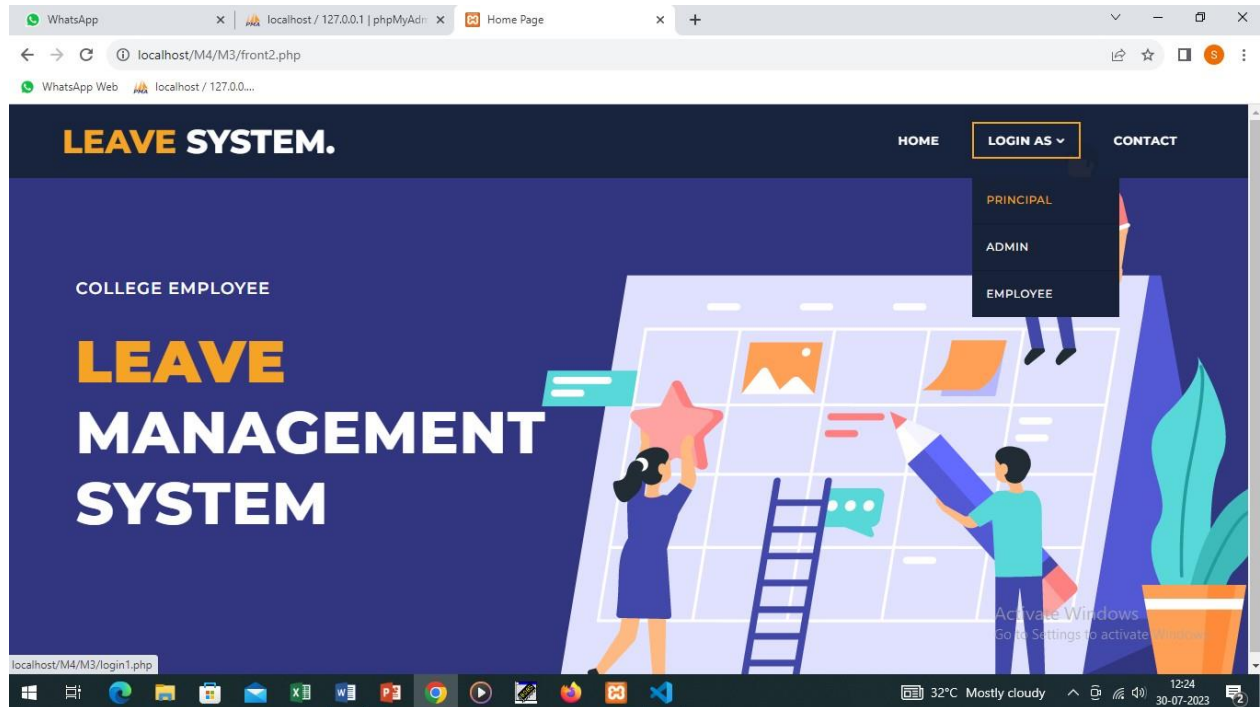 WhatsApp
localhost / 127.0.0.1 | phpMyAdm
Home Page
localhost/M4/M3/front2.php
S
WhatsApp Web
localhost / 127.0.0....
LEAVE SYSTEM.
HOME
LOGIN AS
CONTACT
PRINCIPAL
ADMIN
EMPLOYEE
COLLEGE EMPLOYEE
LEAVE
MANAGEMENT
SYSTEM
Activate Windows
Go to Settings to activate Windows.
localhost/M4/M3/login1.php
32°C Mostly cloudy
12:24
30-07-2023
2